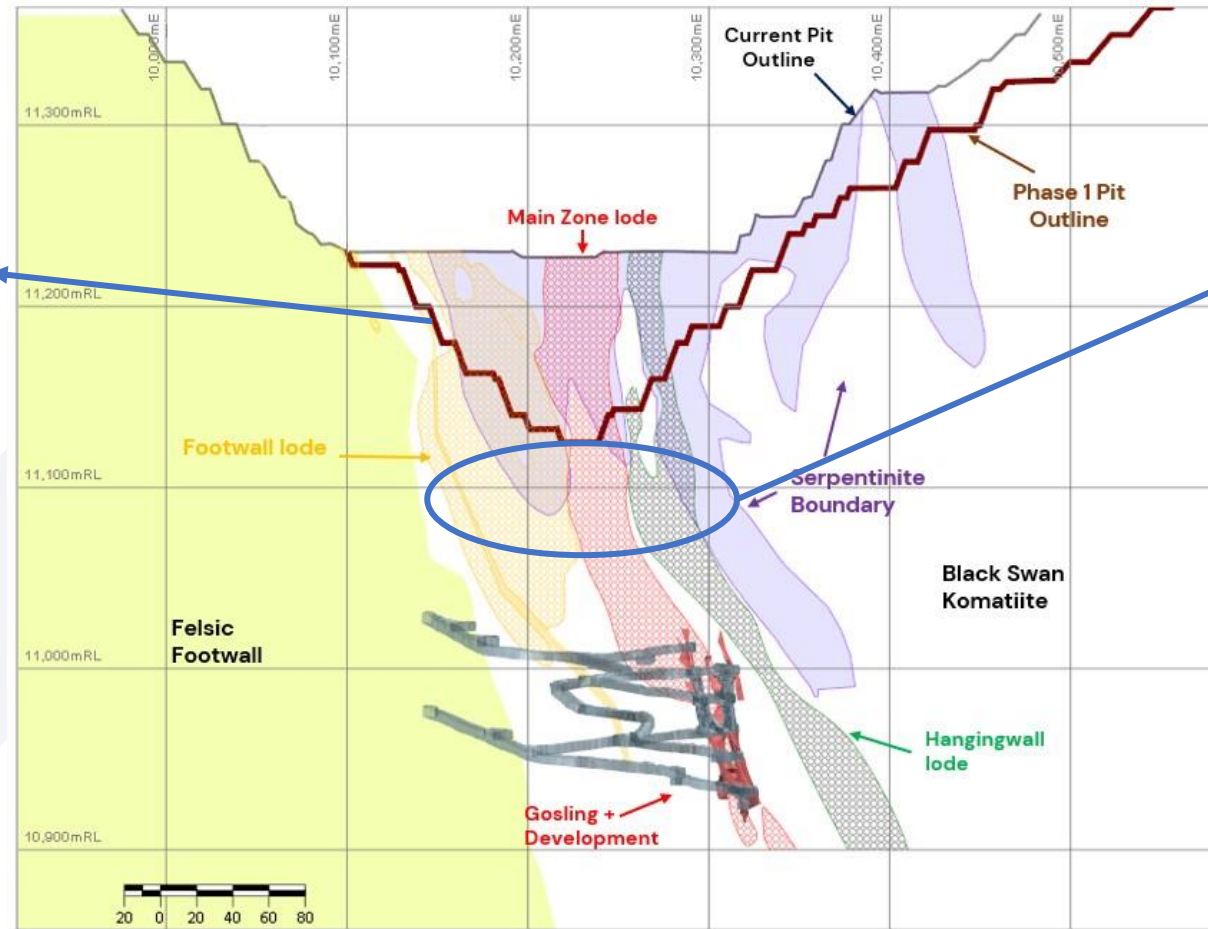 10,000mE
10,100mE
10,200mE
10,300mE
10,400mE
10,500mE
Current Pit
Outline
11,300mRL
Phase 1 Pit
Outline
Main Zone lode
11,200mRL
Footwall lode
11,100mRL
Serpentinite
Boundary
Black Swan
Komatiite
Felsic
Footwall
11,000mRL
Hangingwall
lode
Gosling +
Development
10,900mRL
20 0 20 40 60 80